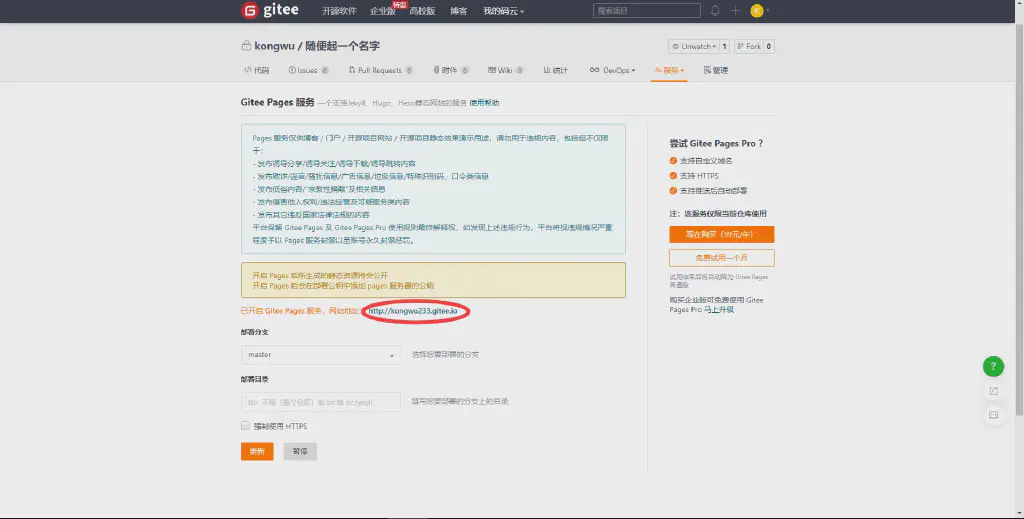 gitee 开源软件 企业版 特惠 高校版 博客 我的码云 搜索项目 K
kongwu / 随便起一个名字 Unwatch 1 Fork 0
代码 Issues 0 Pull Requests 0 附件 0 Wiki 0 统计 DevOps 服务 管理
Gitee Pages 服务 一个支持Jekyll、Hugo、Hexo静态网站的服务 使用帮助
Pages 服务仅供博客 / 门户 / 开源项目网站 / 开源项目静态效果演示用途，请勿用于违规内容，包括但不仅限
于：
- 发布诱导分享/诱导关注/诱导下载/诱导跳转内容
- 发布欺诈/谣言/骚扰信息/广告信息/垃圾信息/特殊识别码、口令类信息
- 发布低俗内容/“宗教性捐献”及相关信息
- 发布侵害他人权利/违法经营及可疑服务类内容
- 发布其它违反国家法律法规的内容
平台保留 Gitee Pages 及 Gitee Pages Pro 使用规则最终解释权，如发现上述违规行为，平台将视违规情况严重
程度予以 Pages 服务封禁以至账号永久封禁惩罚。
开启 Pages 后所生成的静态资源将会公开
开启 Pages 后会在部署公钥中添加 pages 服务器的公钥
已开启 Gitee Pages 服务，网站地址： http://kongwu233.gitee.io
部署分支
master 选择您要部署的分支
部署目录
如：不填（整个仓库）或 src 或 src/jekyll 填写您要部署的分支上的目录
强制使用 HTTPS
更新 暂停
尝试 Gitee Pages Pro ？
支持自定义域名
支持 HTTPS
支持推送后自动部署
注：该服务仅限当前仓库使用
现在购买（99元/年）
免费试用一个月
试用结束后将自动降为 Gitee Pages
普通版
购买企业版可免费使用 Gitee
Pages Pro 马上升级
?